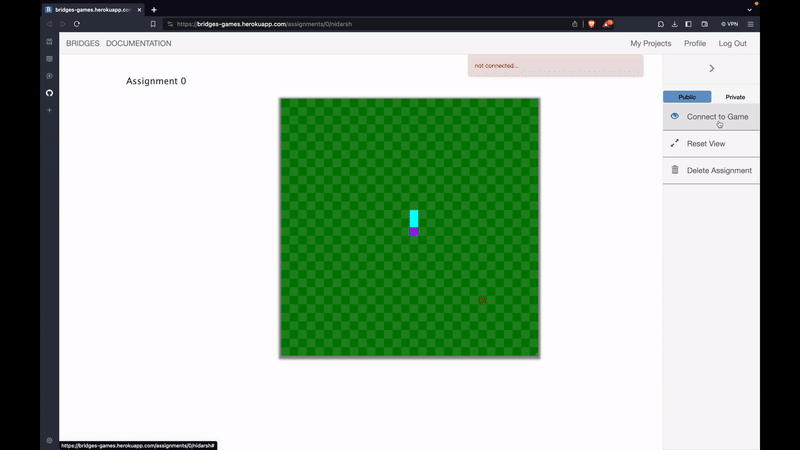 bridges-games.herokuapp.com
https://bridges-games.herokuapp.com/assignments/0/nidarsh
VPN
BRIDGES DOCUMENTATION
My Projects Profile Log Out
not connected...
Assignment 0
Public Private
Connect to Game
Reset View
Delete Assignment
https://bridges-games.herokuapp.com/assignments/0/nidarsh#